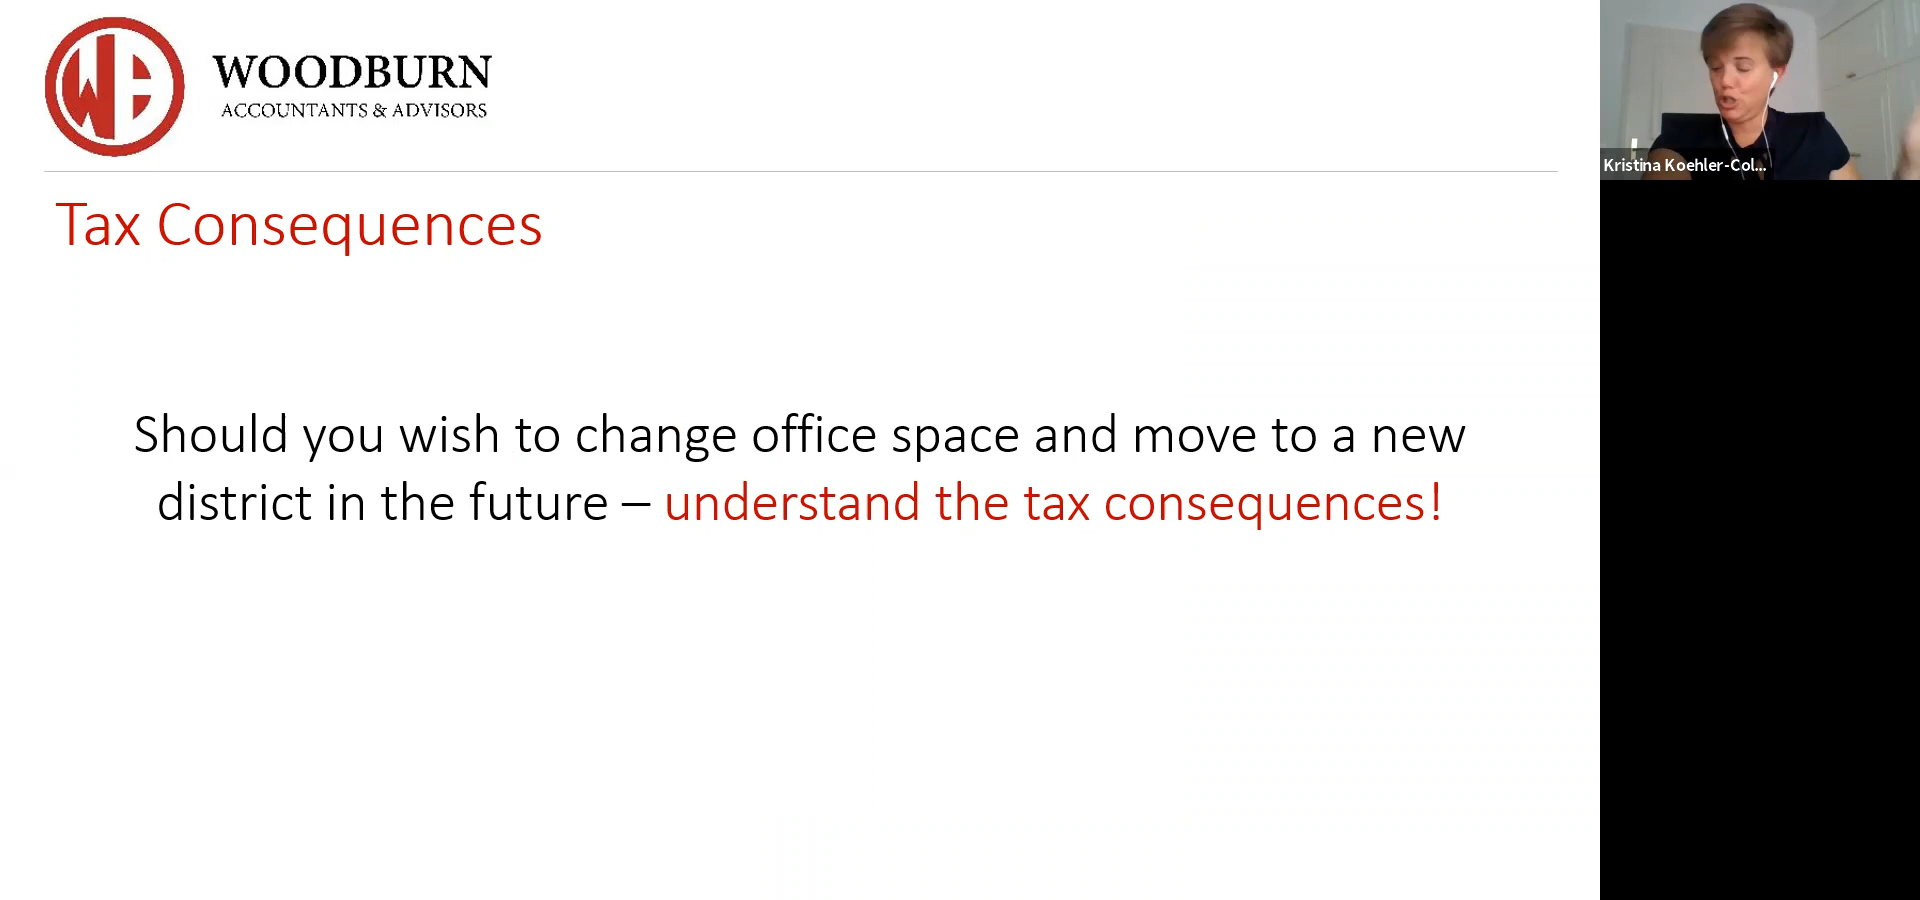 WOODBURN
ACCOUNTANTS & ADVISORS
Tax Consequences
Should you wish to change office space and move to a new
district in the future – understand the tax consequences!
Kristina Koehler-Col...